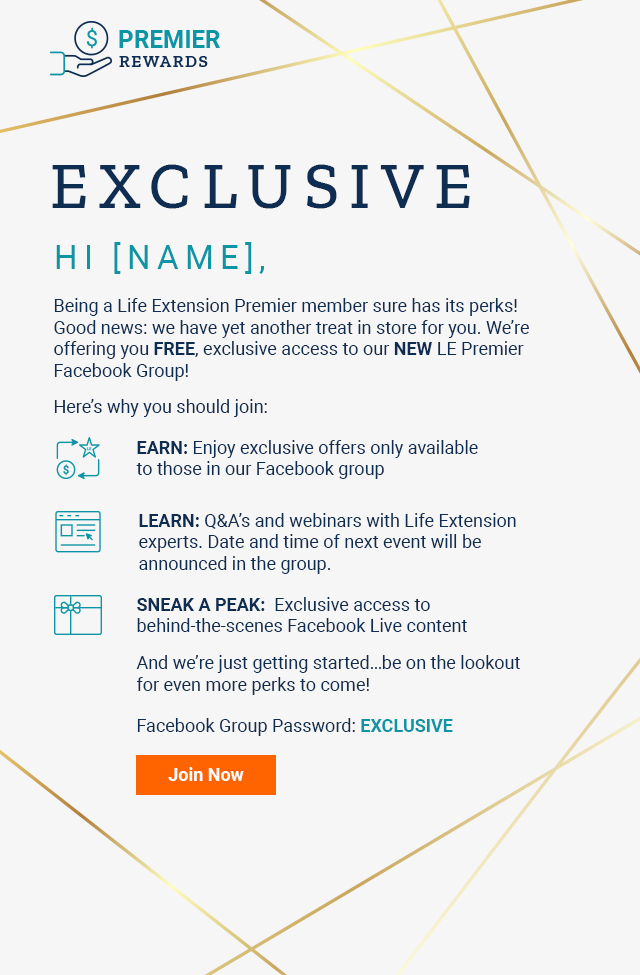 $
PREMIER
REWARDS
EXCLUSIVE
HI [NAME],
Being a Life Extension Premier member sure has its perks!
Good news: we have yet another treat in store for you. We’re
offering you FREE, exclusive access to our NEW LE Premier
Facebook Group!
Here’s why you should join:
EARN: Enjoy exclusive offers only available
to those in our Facebook group
$
LEARN: Q&A’s and webinars with Life Extension
experts. Date and time of next event will be
announced in the group.
SNEAK A PEAK: Exclusive access to
behind-the-scenes Facebook Live content
And we’re just getting started...be on the lookout
for even more perks to come!
Facebook Group Password: EXCLUSIVE
Join Now